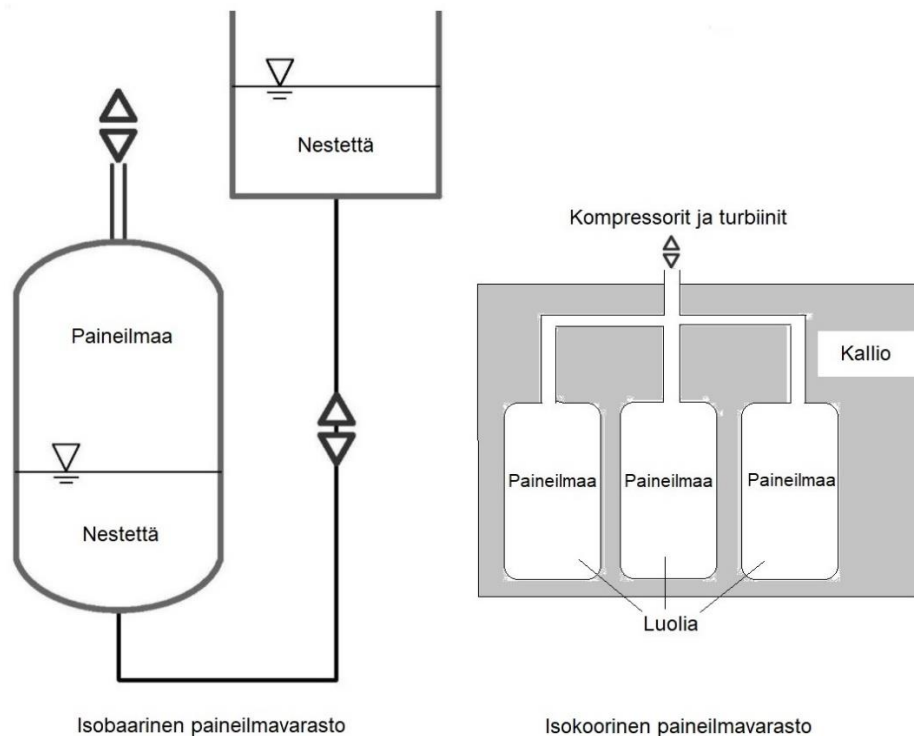 Nestettä
Paineilmaa
Nestettä
Isobaarinen paineilmavarasto
Kompressorit ja turbiinit
Kallio
Paineilmaa
Paineilmaa
Paineilmaa
Luolia
Isokoorinen paineilmavarasto